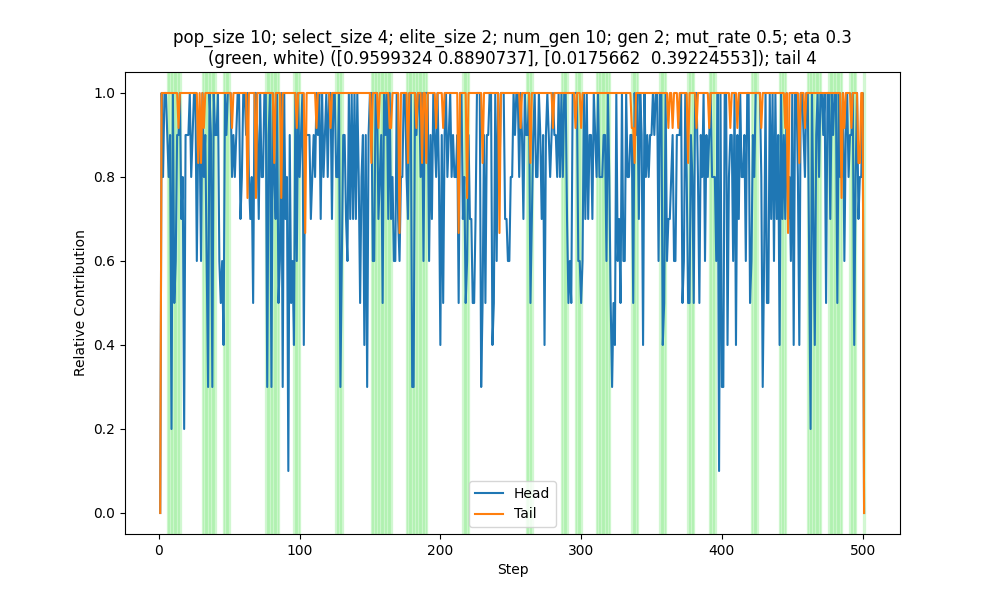 pop_size 10; select_size 4; elite_size 2; num_gen 10; gen 2; mut_rate 0.5; eta 0.3
(green, white) ([0.9599324 0.8890737], [0.0175662  0.39224553]); tail 4
1.0
0.8
0.6
0.4
0.2
0.0
Relative Contribution
Head
Tail
0 100 200 300 400 500
Step